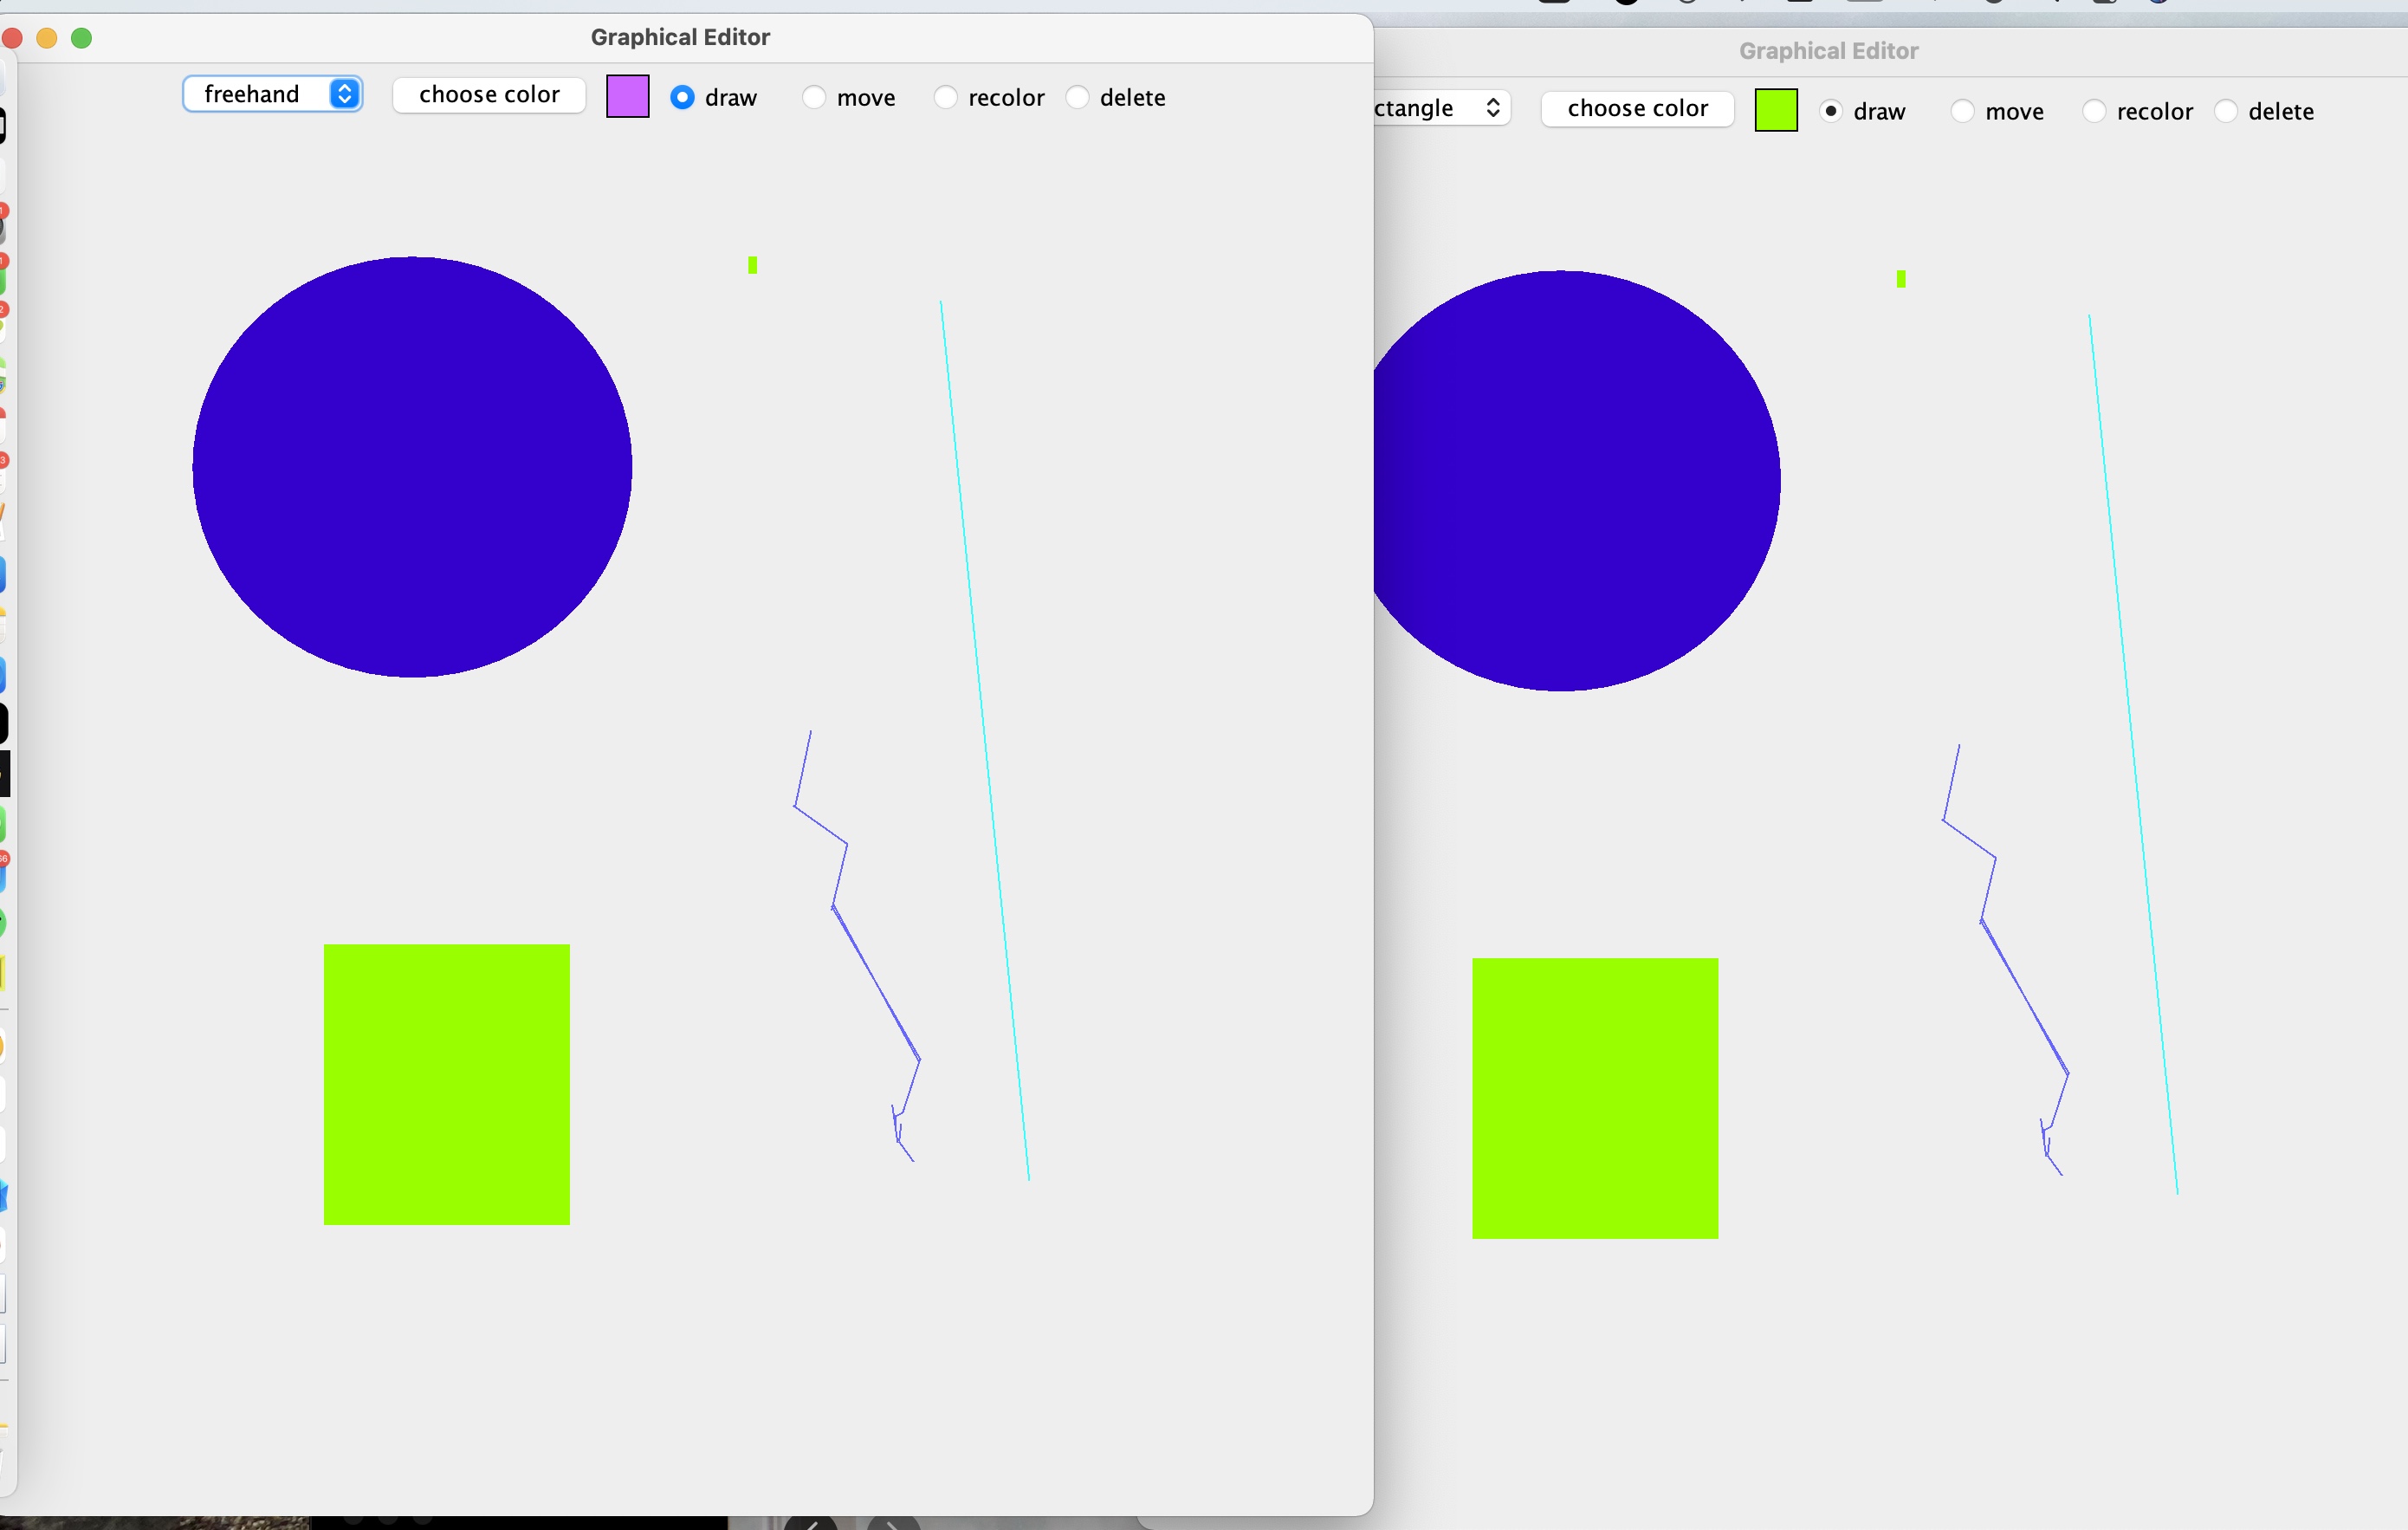 Graphical Editor
freehand choose color draw move recolor delete
Graphical Editor
ctangle choose color draw move recolor delete